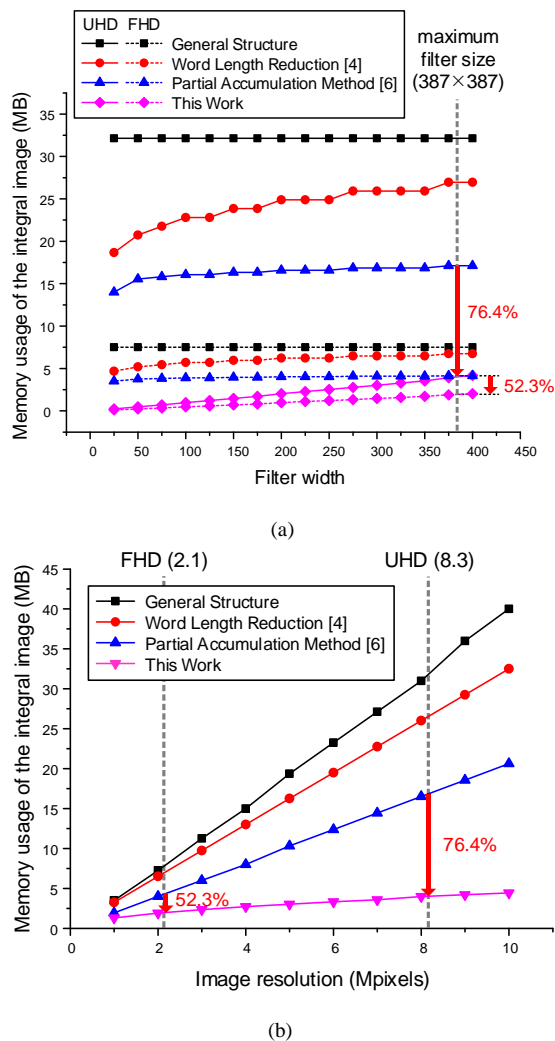 UHD FHD
General Structure
Word Length Reduction [4]
Partial Accumulation Method [6]
This Work
maximum
filter size
(387×387)
Memory usage of the integral image (MB)
35
30
25
20
15
10
5
0
76.4%
52.3%
0 50 100 150 200 250 300 350 400 450
Filter width
(a)
FHD (2.1) UHD (8.3)
General Structure
Word Length Reduction [4]
Partial Accumulation Method [6]
This Work
Memory usage of the integral image (MB)
45
40
35
30
25
20
15
10
5
0
76.4%
52.3%
0 2 4 6 8 10
Image resolution (Mpixels)
(b)